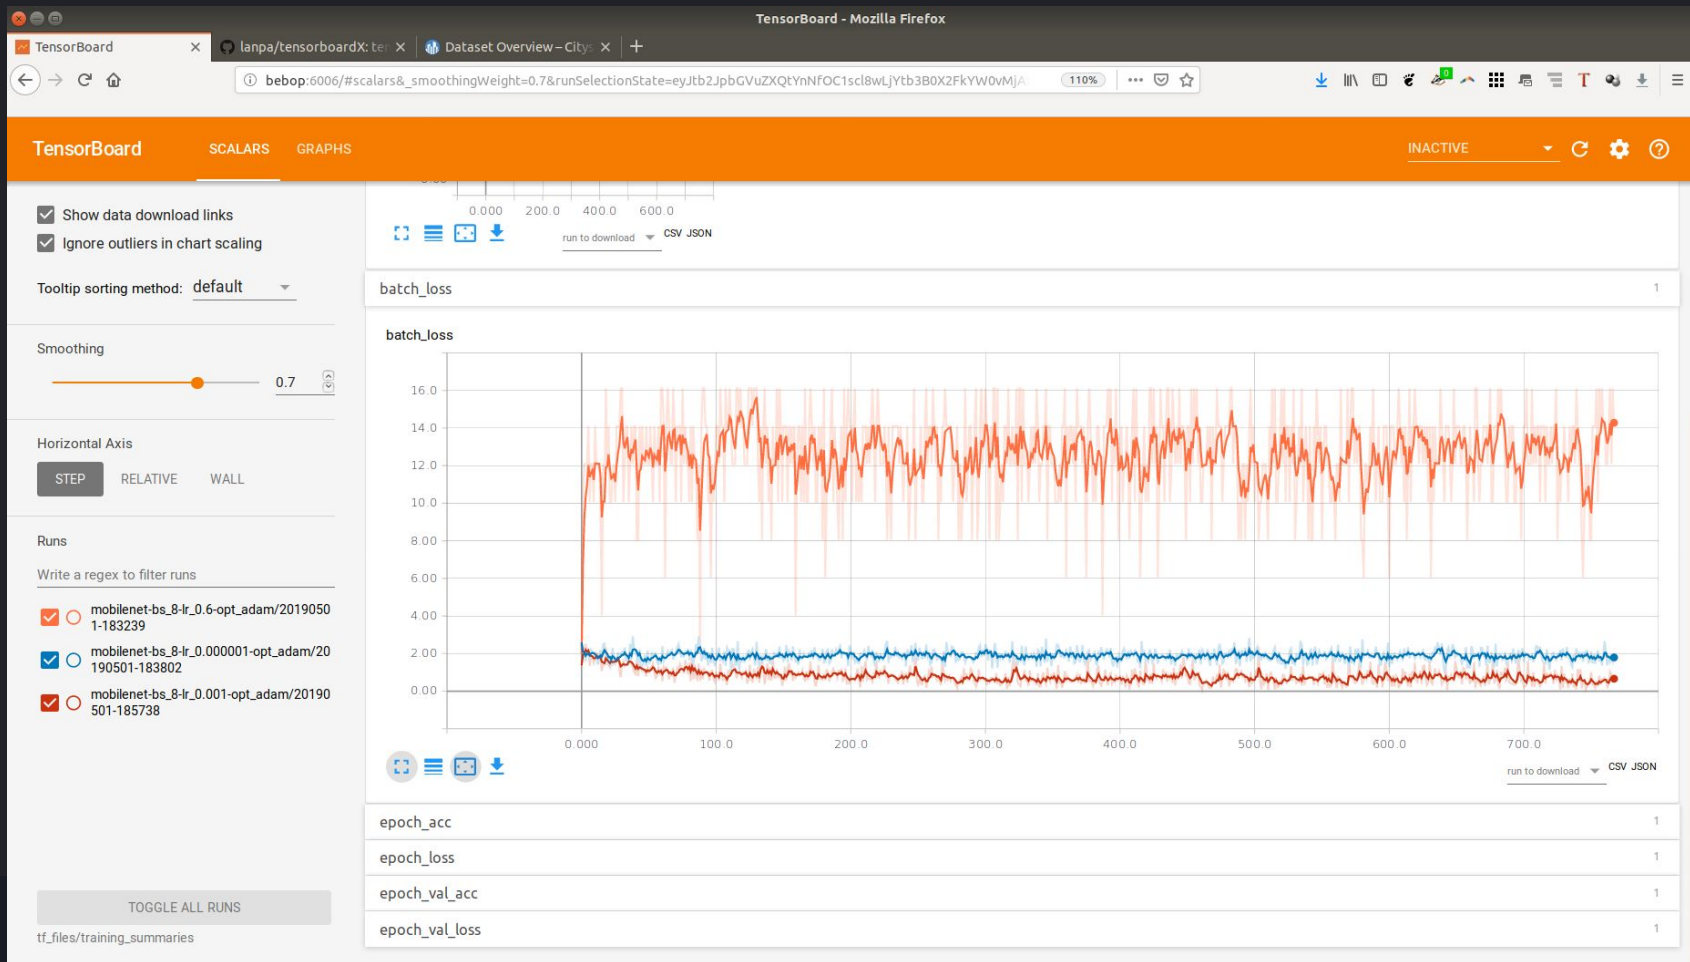 TensorBoard - Mozilla Firefox
TensorBoard
lanpa/tensorboardX: ten
Dataset Overview – Citys
bebop:6006/#scalars&_smoothingWeight=0.7&runSelectionState=
110%
0
T
TensorBoard
SCALARS
GRAPHS
INACTIVE
Show data download links
Ignore outliers in chart scaling
Tooltip sorting method: default
Smoothing
0.7
Horizontal Axis
STEP
RELATIVE
WALL
Runs
Write a regex to filter runs
mobilenet-bs_8-lr_0.6-opt_adam/2019050
1-183239
mobilenet-bs_8-lr_0.000001-opt_adam/20
190501-183802
mobilenet-bs_8-lr_0.001-opt_adam/20190
501-185738
TOGGLE ALL RUNS
tf_files/training_summaries
0.000 200.0 400.0 600.0
run to download CSV JSON
batch_loss 1
batch_loss
16.0
14.0
12.0
10.0
8.00
6.00
4.00
2.00
0.00
0.000 100.0 200.0 300.0 400.0 500.0 600.0 700.0
run to download CSV JSON
epoch_acc 1
epoch_loss 1
epoch_val_acc 1
epoch_val_loss 1